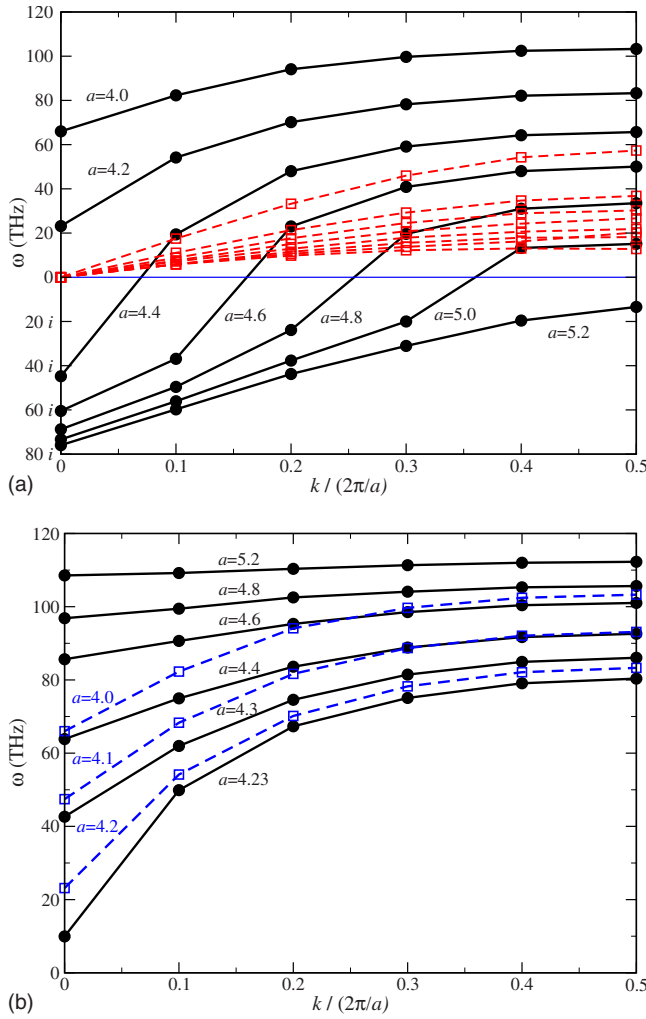 120
100
80
60
40
20
0
20 i
40 i
60 i
80 i
ω (THz)
a=4.0
a=4.2
a=4.4
a=4.6
a=4.8
a=5.0
a=5.2
0 0.1 0.2 0.3 0.4 0.5
(a) k / (2π/a)
120
100
80
60
40
20
0
ω (THz)
a=5.2
a=4.8
a=4.6
a=4.4
a=4.0
a=4.3
a=4.1
a=4.23
a=4.2
0 0.1 0.2 0.3 0.4 0.5
(b) k / (2π/a)